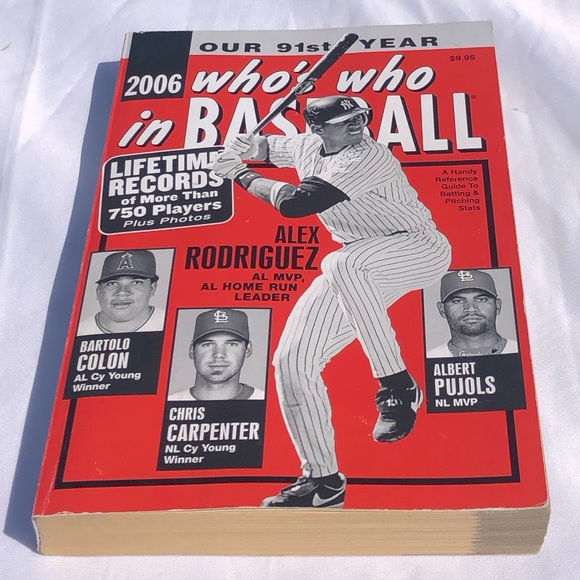 OUR 91st YEAR
$9.95
2006 who's who
in BASEBALL
LIFETIME
RECORDS
of More Than
750 Players
Plus Photos
A Handy
Reference
Guide To
Batting &
Pitching
Stats
ALEX
RODRIGUEZ
AL MVP,
AL HOME RUN
LEADER
BARTOLO
COLON
AL Cy Young
Winner
CHRIS
CARPENTER
NL Cy Young
Winner
ALBERT
PUJOLS
NL MVP